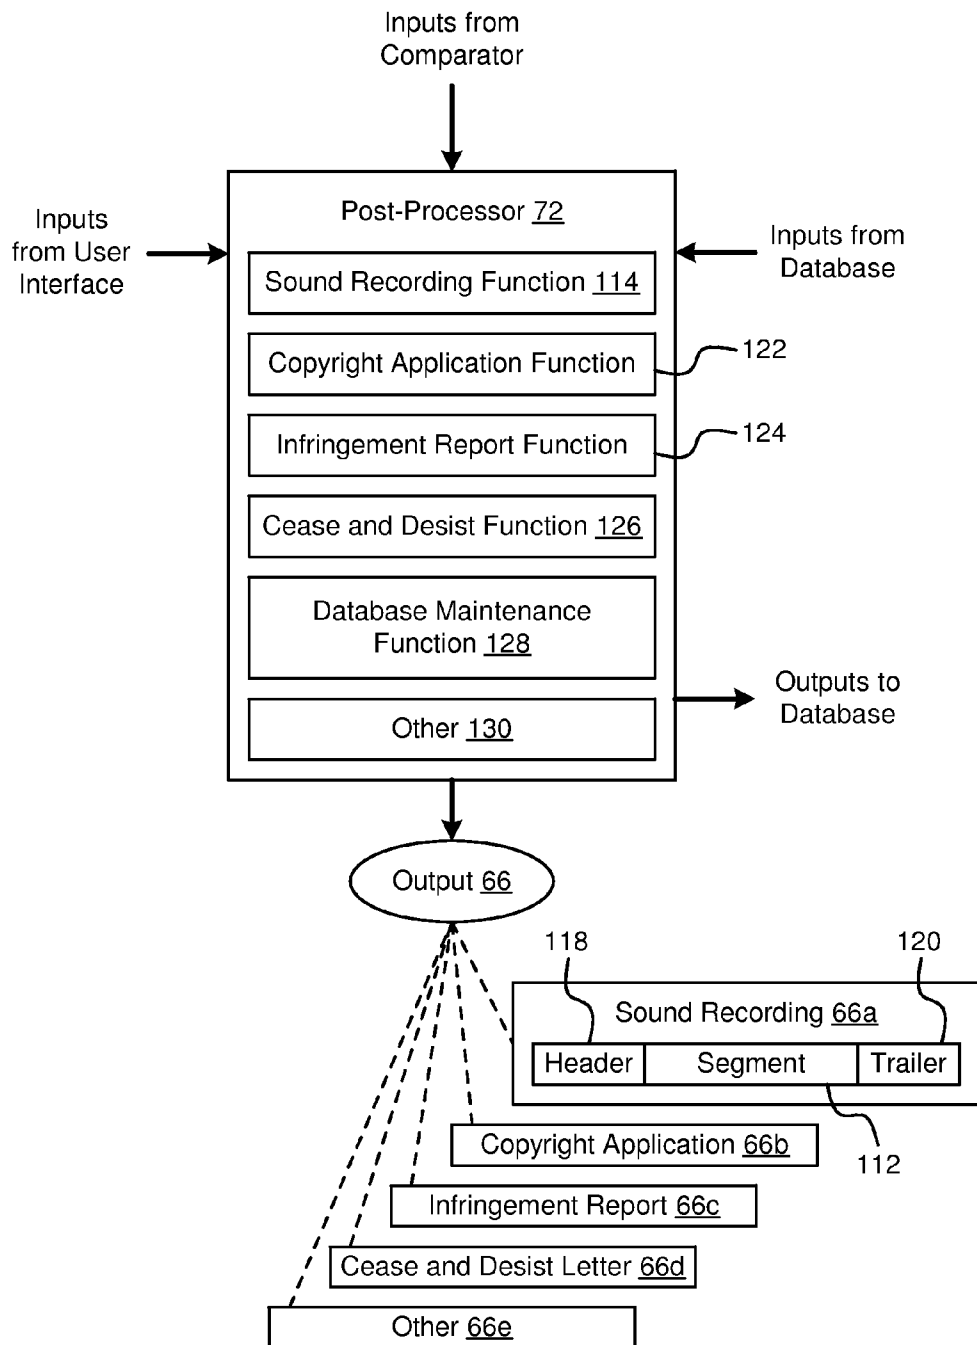 Inputs from
Comparator
Post-Processor 72
Inputs
from User
Interface
Inputs from
Database
Sound Recording Function 114
Copyright Application Function
122
Infringement Report Function
124
Cease and Desist Function 126
Database Maintenance
Function 128
Outputs to
Database
Other 130
Output 66
118
120
Sound Recording 66a
Header
Segment
Trailer
112
Copyright Application 66b
Infringement Report 66c
Cease and Desist Letter 66d
Other 66e